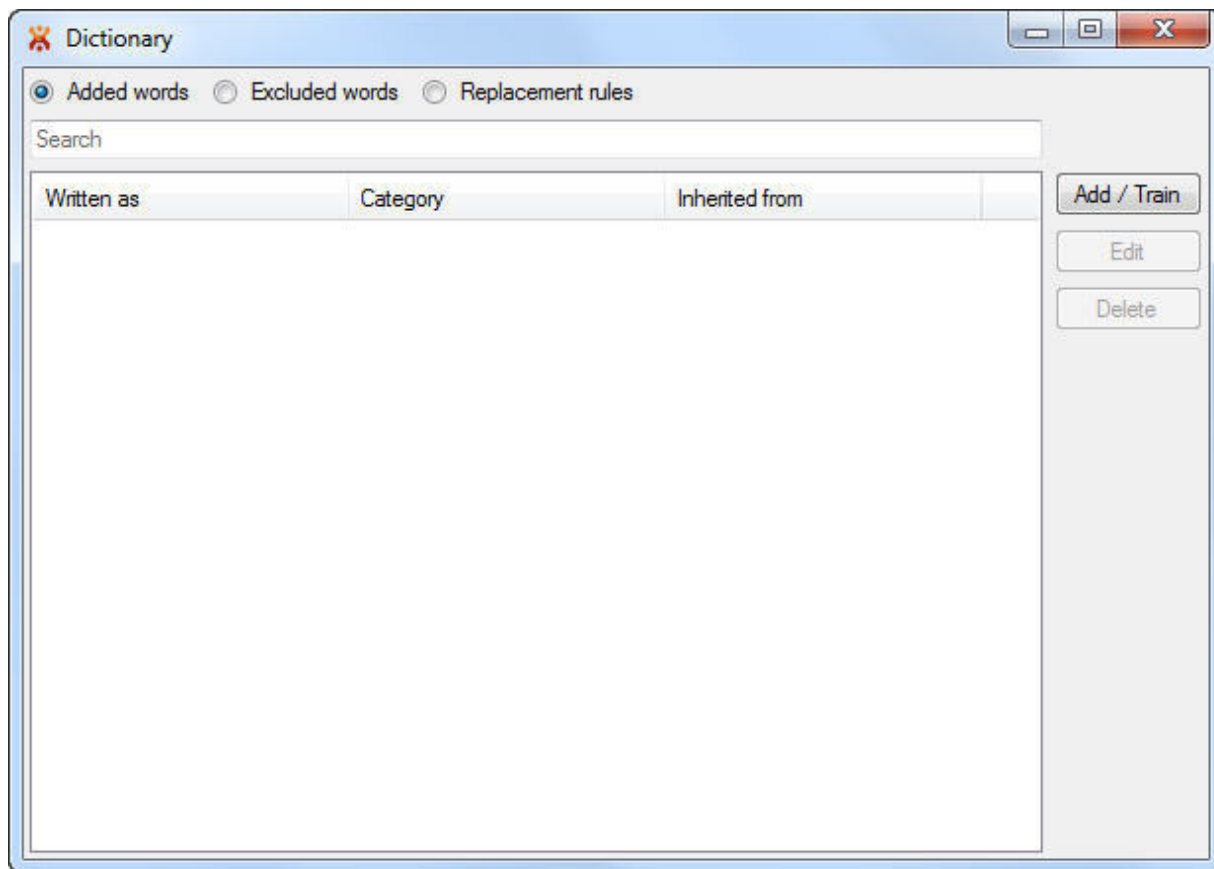 Dictionary
Added words Excluded words Replacement rules
Search
Written as Category Inherited from
Add / Train
Edit
Delete